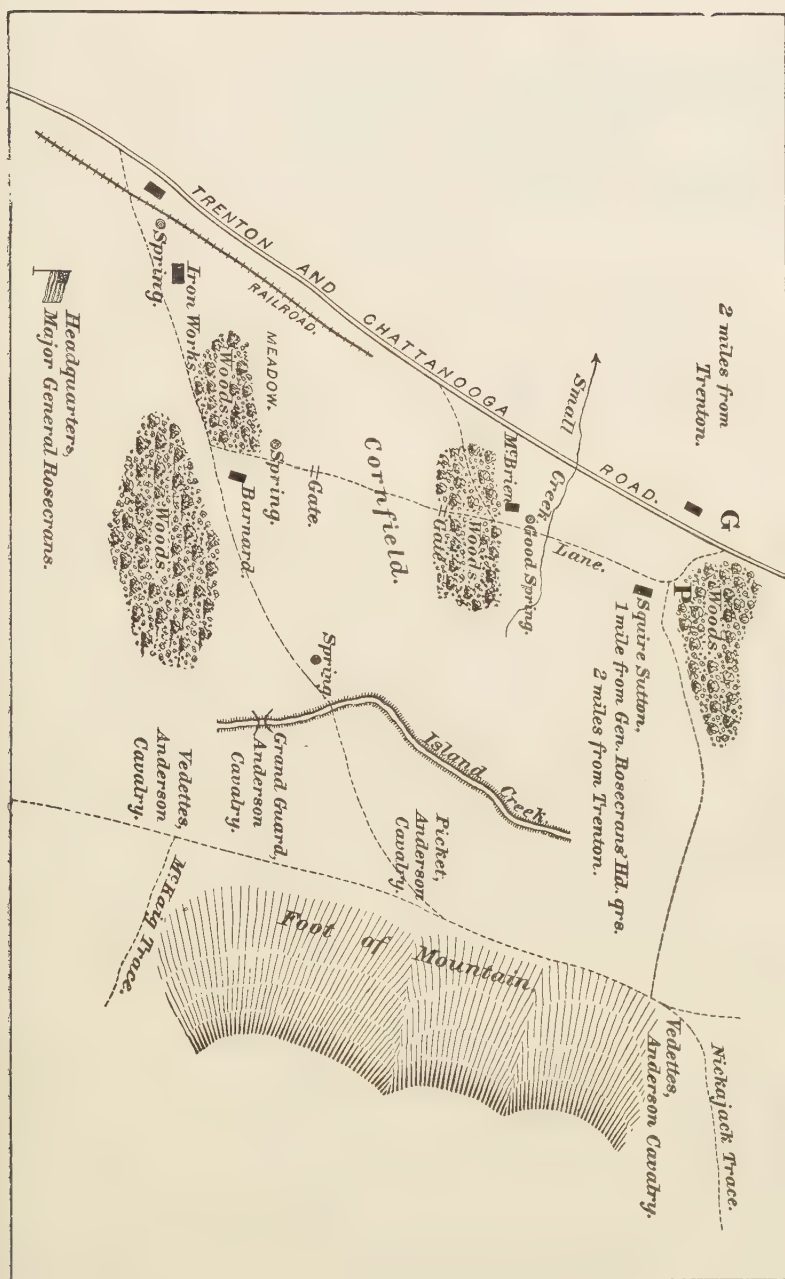 2 miles from
Trenton.
G
P
Woods.
Nickajack Trace.
Vedettes,
Anderson Cavalry.
Squire Sutton,
1 mile from Gen. Rosecrans' Hd. qrs.
2 miles from Trenton.
TRENTON AND CHATTANOOGA ROAD.
RAILROAD.
Small Creek.
Lane.
Good Spring.
McBrien
Woods.
Gate
Cornfield.
Island Creek.
Picket,
Anderson
Cavalry.
Foot of Mountain.
Gate.
MEADOW.
Spring.
Woods.
Barnard.
Spring
Grand Guard,
Anderson
Cavalry.
Iron Works.
Spring.
Woods.
Vedettes,
Anderson
Cavalry.
McKaig Trace.
Headquarters,
Major General Rosecrans.